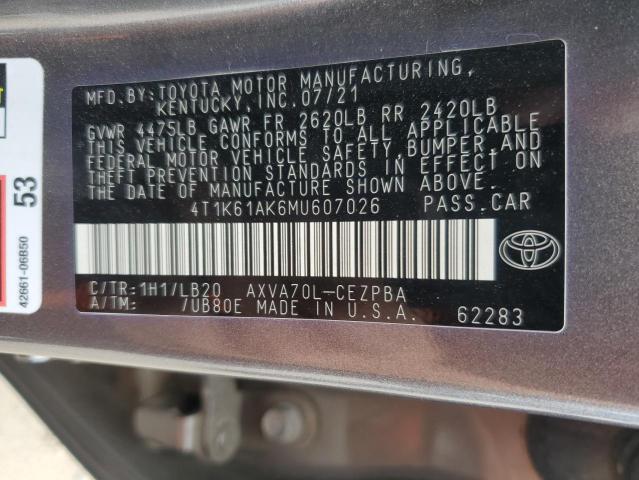 MFD.BY:TOYOTA MOTOR MANUFACTURING,
KENTUCKY,INC.07/21
GVWR 4475LB GAWR FR 2620LB RR 2420LB
THIS VEHICLE CONFORMS TO ALL APPLICABLE
FEDERAL MOTOR VEHICLE SAFETY,BUMPER,AND
THEFT PREVENTION STANDARDS IN EFFECT ON
THE DATE OF MANUFACTURE SHOWN ABOVE.
4T1K61AK6MU607026 PASS.CAR
C/TR:1H1/LB20 AXVA70L-CEZPBA
A/TM: /UB80E MADE IN U.S.A. 62283
53
42661-06B50